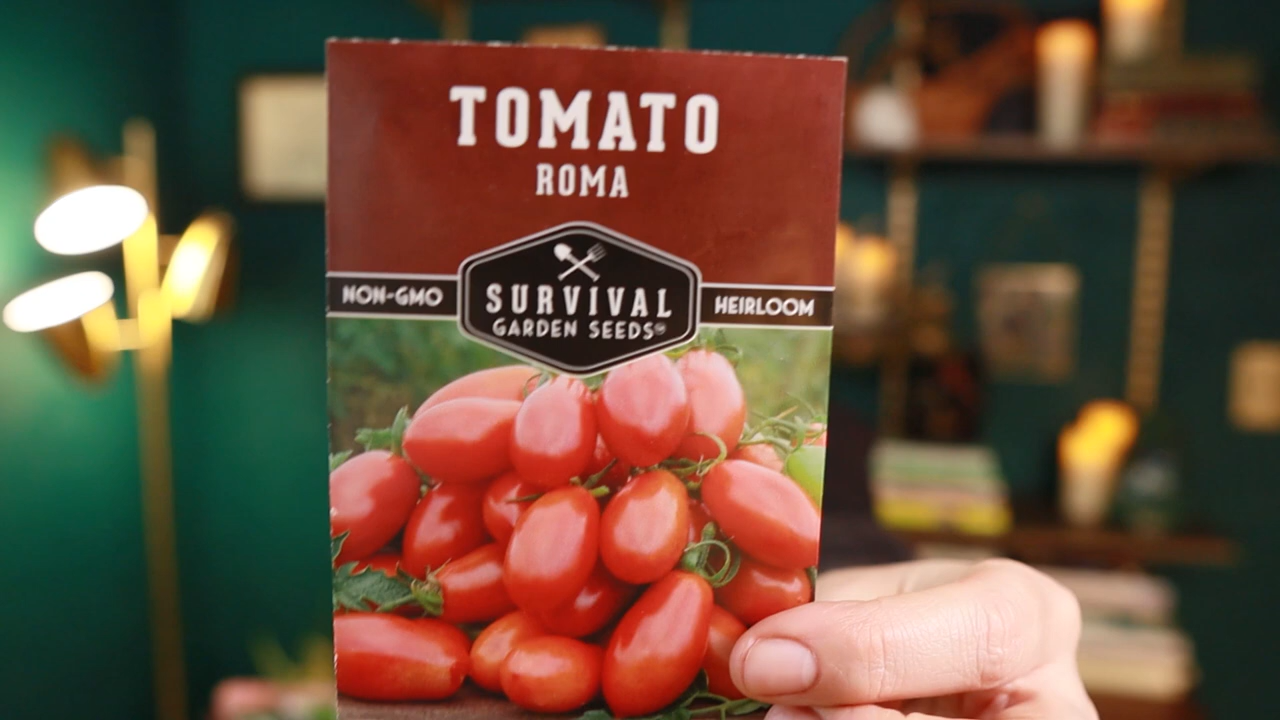 TOMATO
ROMA
NON-GMO
SURVIVAL
GARDEN SEEDS
HEIRLOOM